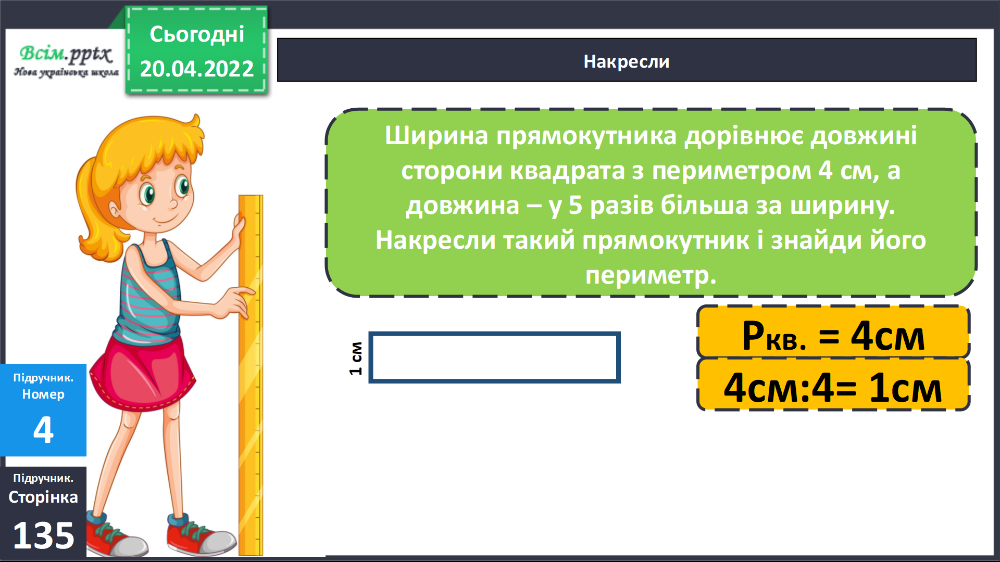 Сьогодні
20.04.2022
Всім.pptx
Нова українська школа
Накресли
Ширина прямокутника дорівнює довжині
сторони квадрата з периметром 4 см, а
довжина – у 5 разів більша за ширину.
Накресли такий прямокутник і знайди його
периметр.
1 см
Pкв. = 4см
4см:4= 1см
Підручник.
Номер
4
Підручник.
Сторінка
135